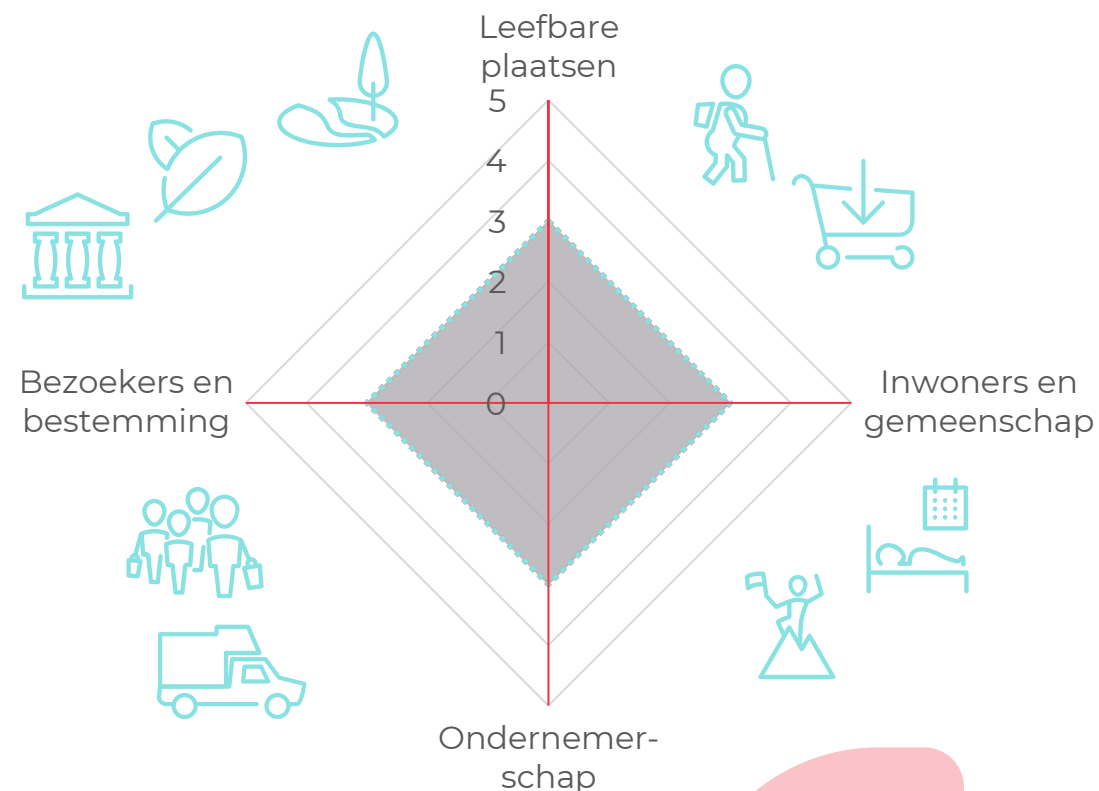 Leefbare
plaatsen
5
4
3
2
1
0
Bezoekers en
bestemming
Inwoners en
gemeenschap
Ondernemer-
schap